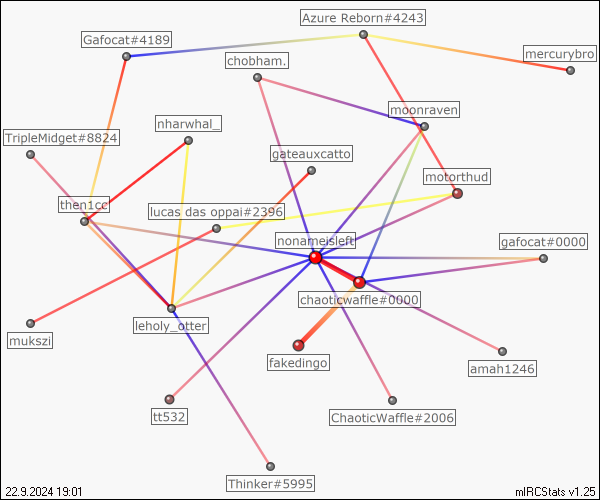 Azure Reborn#4243
Gafocat#4189
mercurybro
chobham.
moonraven
nharwhal_
TripleMidget#8824
gateauxcatto
motorthud
then1cc
lucas das oppai#2396
nonameisleft
gafocat#0000
chaoticwaffle#0000
leholy_otter
mukszi
fakedingo
amah1246
tt532
ChaoticWaffle#2006
Thinker#5995
22.9.2024 19:01
mIRCStats v1.25